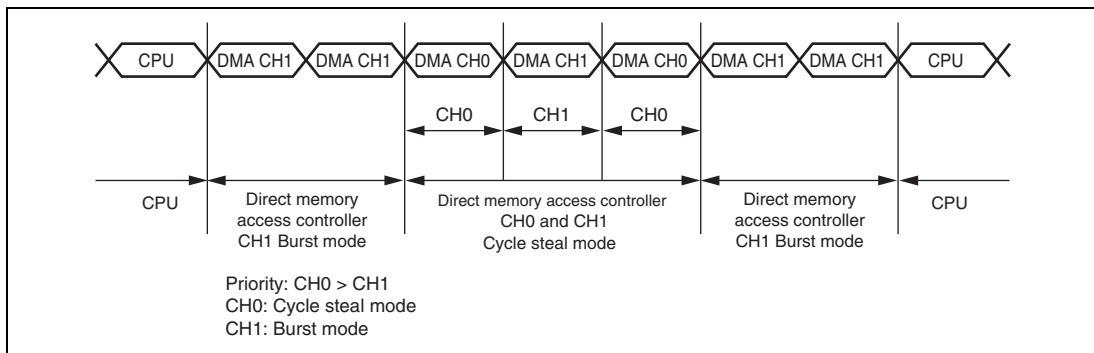 CPU DMA CH1 DMA CH1 DMA CH0 DMA CH1 DMA CH0 DMA CH1 DMA CH1 CPU
CH0 CH1 CH0
CPU
Direct memory
access controller
CH1 Burst mode
Direct memory access controller
CH0 and CH1
Cycle steal mode
Direct memory
access controller
CH1 Burst mode
CPU
Priority: CH0 > CH1
CH0: Cycle steal mode
CH1: Burst mode